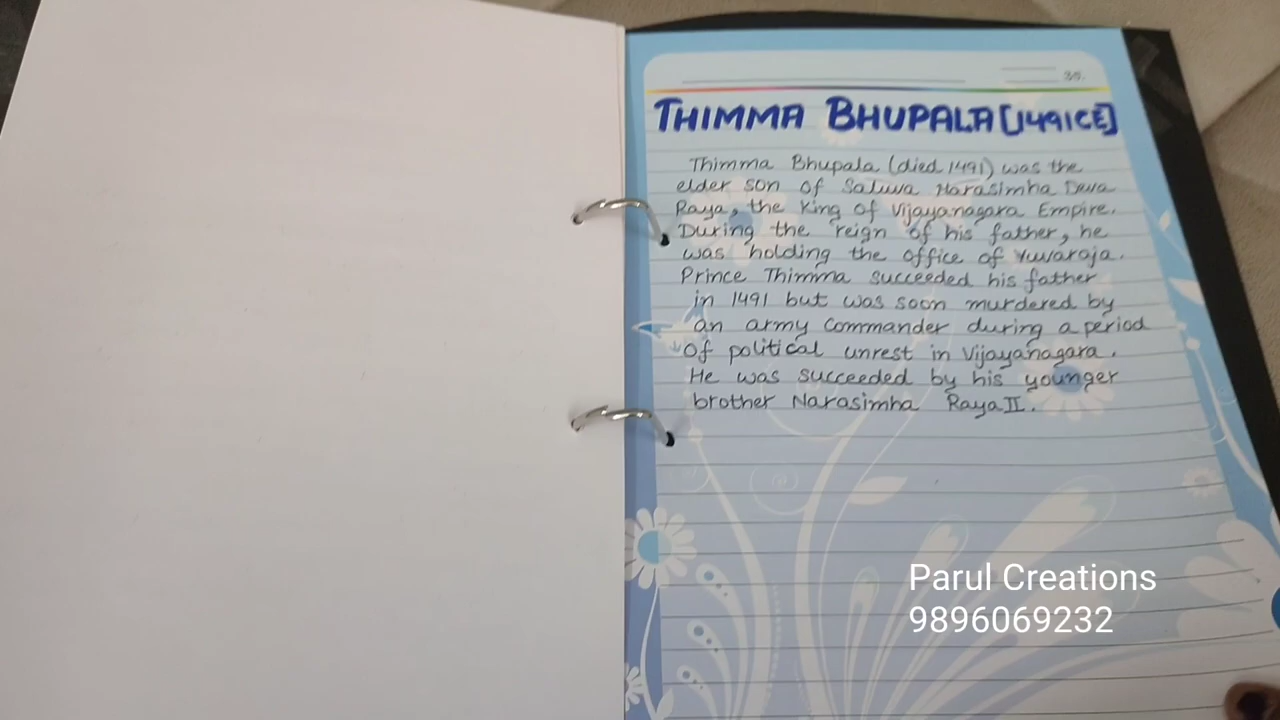 35.
THIMMA BHUPALA [1491CE]
Thimma Bhupala (died 1491) was the
elder son of Saluva Narasimha Deva
Raya, the King of Vijayanagara Empire.
During the reign of his father, he
was holding the office of Yuvaraja.
Prince Thimma succeeded his father
in 1491 but was soon murdered by
an army commander during a period
of political unrest in Vijayanagara.
He was succeeded by his younger
brother Narasimha Raya II.
Parul Creations
9896069232